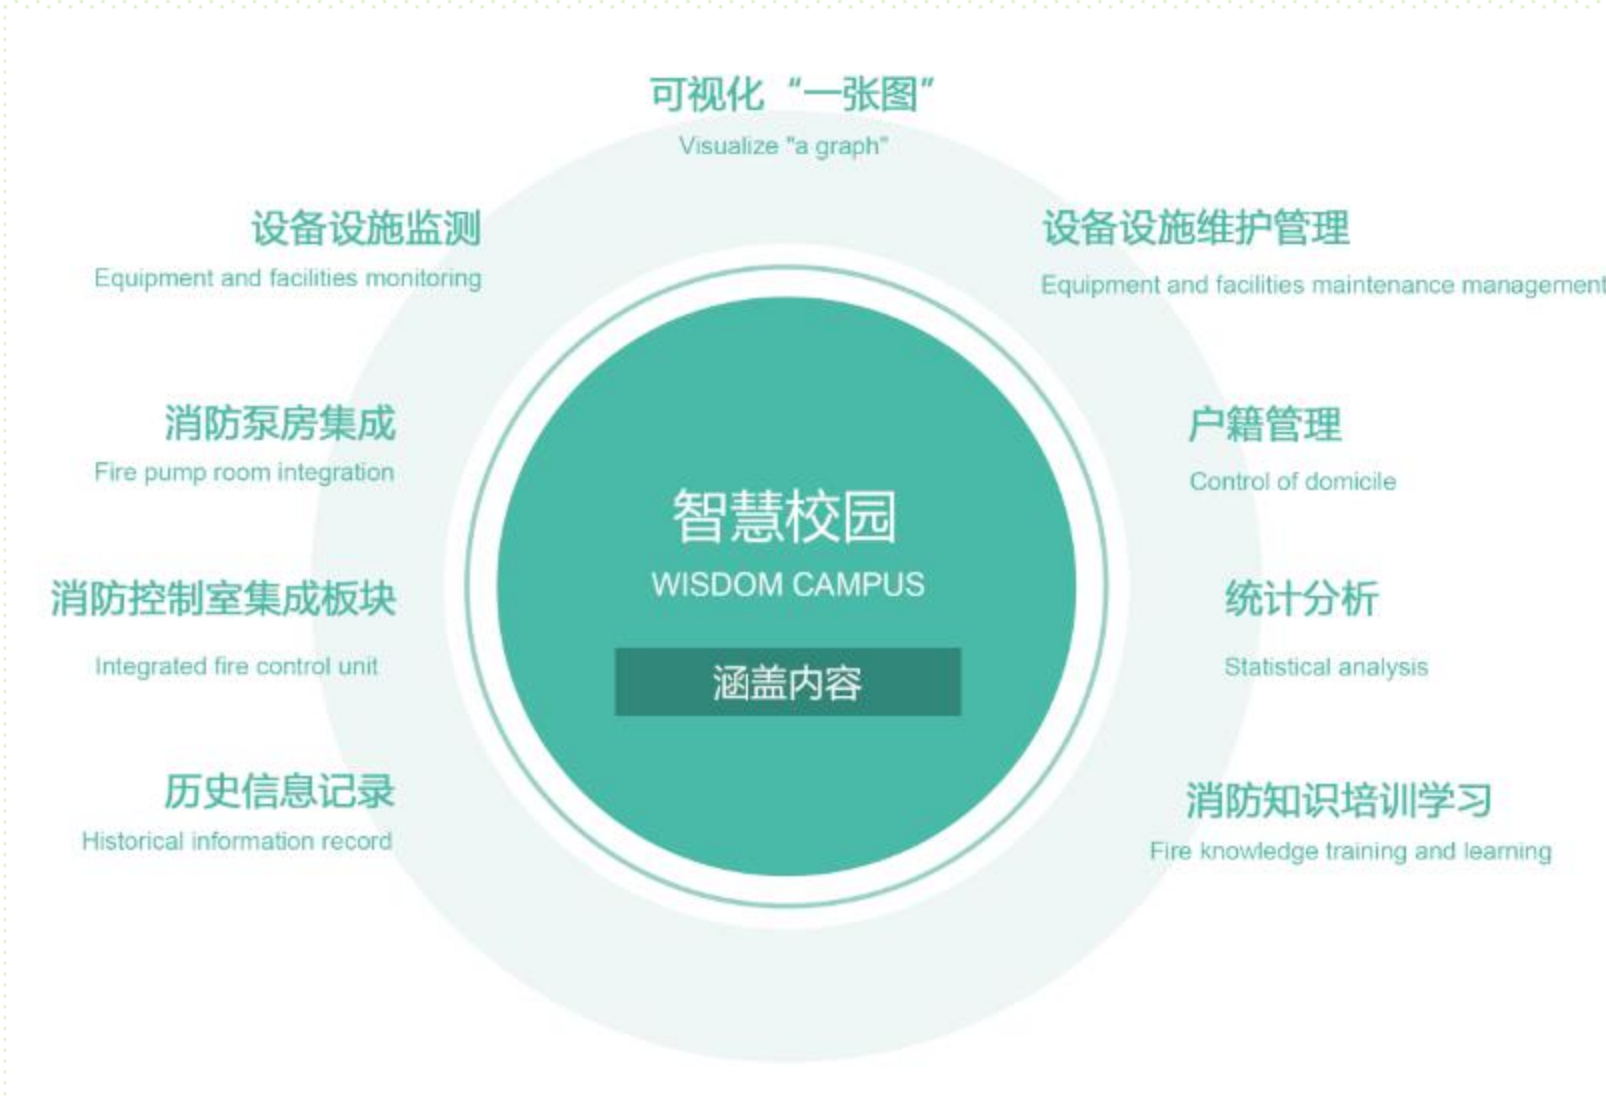 可视化“一张图”
Visualize "a graph"
设备设施监测
Equipment and facilities monitoring
设备设施维护管理
Equipment and facilities maintenance management
消防泵房集成
Fire pump room integration
户籍管理
Control of domicile
智慧校园
WISDOM CAMPUS
涵盖内容
消防控制室集成板块
Integrated fire control unit
统计分析
Statistical analysis
历史信息记录
Historical information record
消防知识培训学习
Fire knowledge training and learning